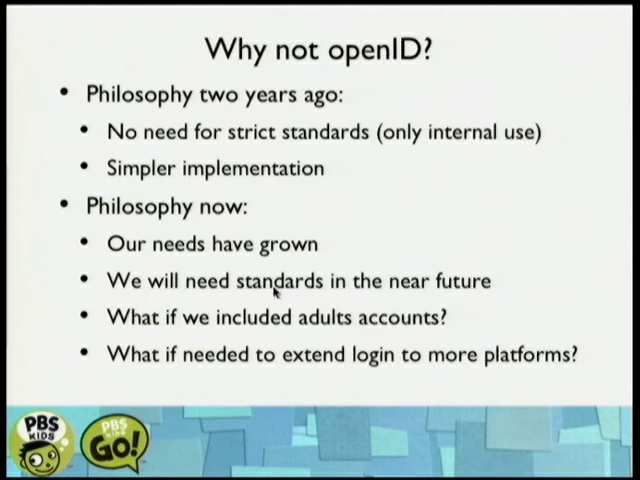 Why not openID?
• Philosophy two years ago:
• No need for strict standards (only internal use)
• Simpler implementation
• Philosophy now:
• Our needs have grown
• We will need standards in the near future
• What if we included adults accounts?
• What if needed to extend login to more platforms?
PBS
KIDS
PBS
KIDS
GO!